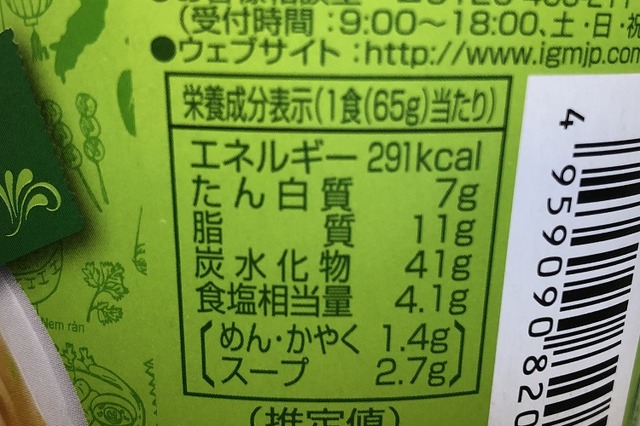 (受付時間:9:00〜18:00、土・日・祝
●ウェブサイト:http://www.igmjp.com
栄養成分表示(1食(65g)当たり)
エネルギー 291kcal
たん白質 7g
脂質 11g
炭水化物 41g
食塩相当量 4.1g
めん・かやく 1.4g
スープ 2.7g
(推定値)
Nem rán
4 959090 820